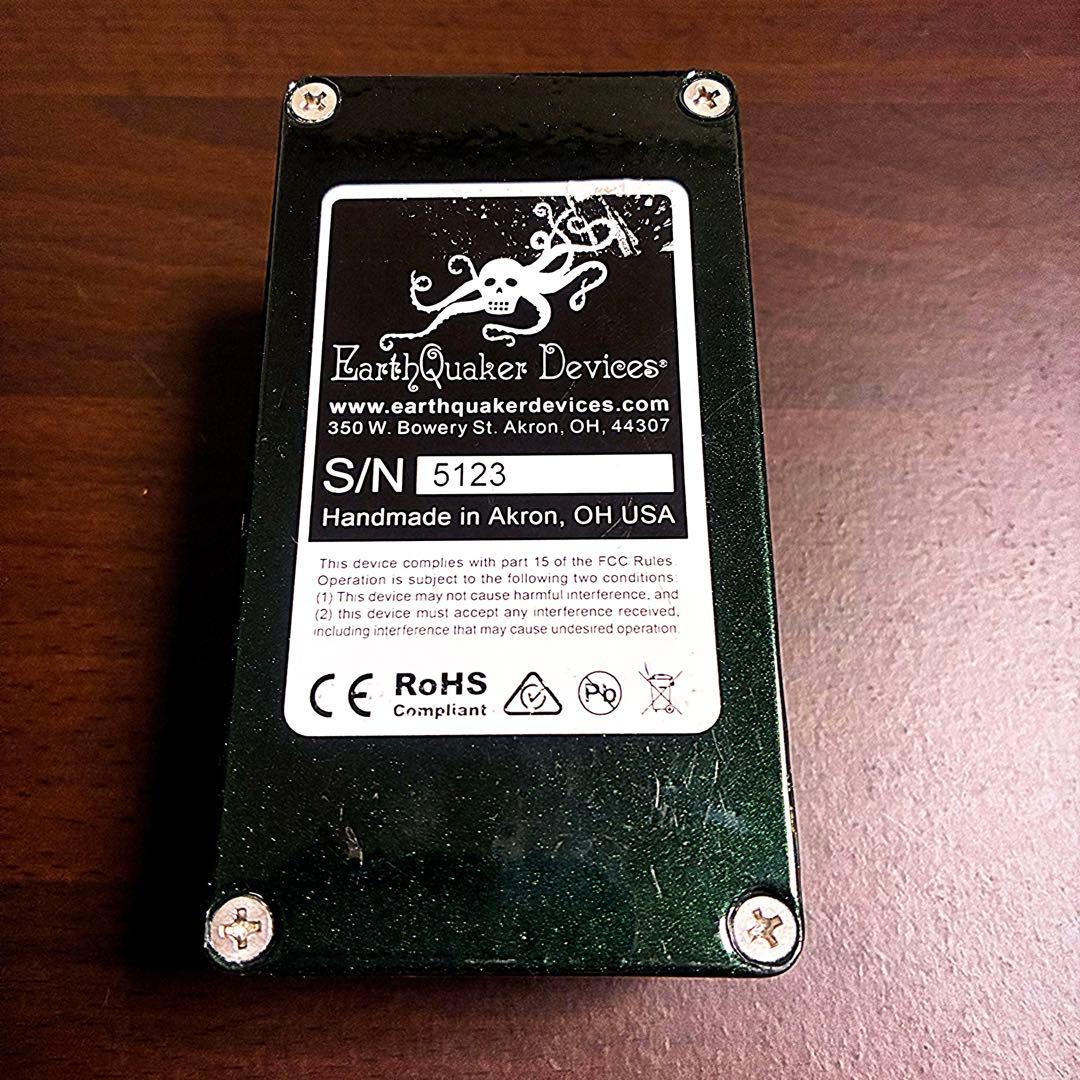 EarthQuaker Devices®
www.earthquakerdevices.com
350 W. Bowery St. Akron, OH, 44307
S/N 5123
Handmade in Akron, OH USA
This device complies with part 15 of the FCC Rules.
Operation is subject to the following two conditions:
(1) This device may not cause harmful interference, and
(2) this device must accept any interference received,
including interference that may cause undesired operation.
CE RoHS Pb
Compliant